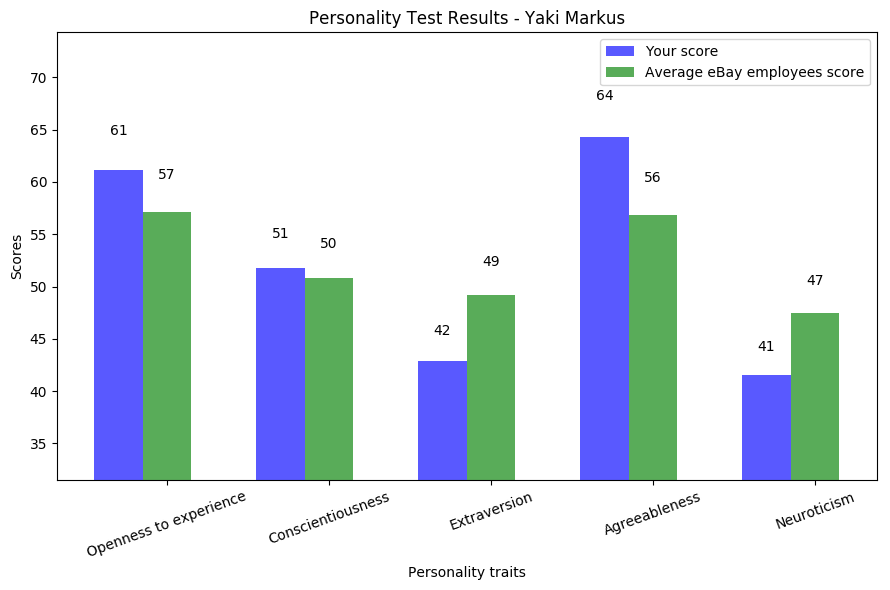 Personality Test Results - Yaki Markus
Your score
Average eBay employees score
70
65
60
55
50
45
40
35
Scores
61
57
51
50
42
49
64
56
41
47
Openness to experience
Conscientiousness
Extraversion
Agreeableness
Neuroticism
Personality traits